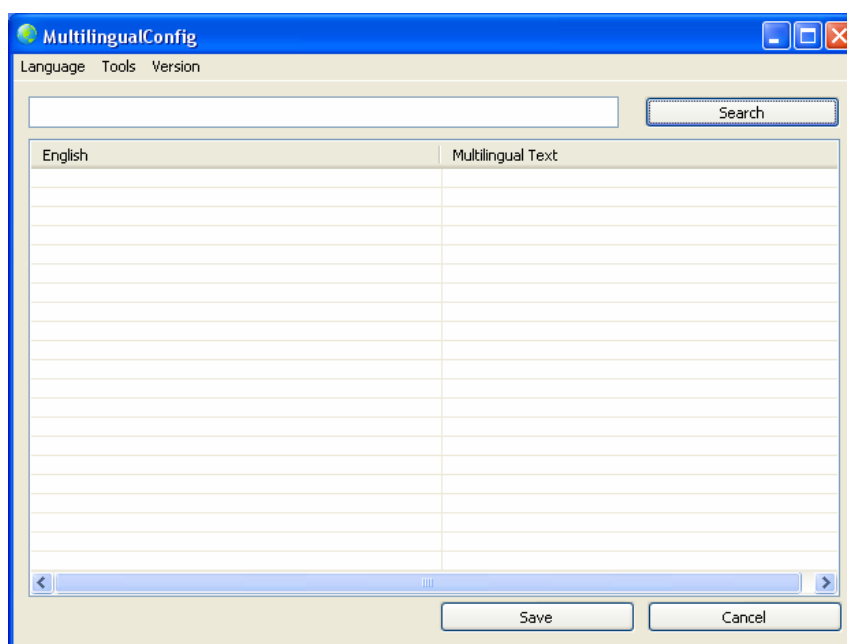 MultilingualConfig
Language Tools Version
Search
English Multilingual Text
Save Cancel